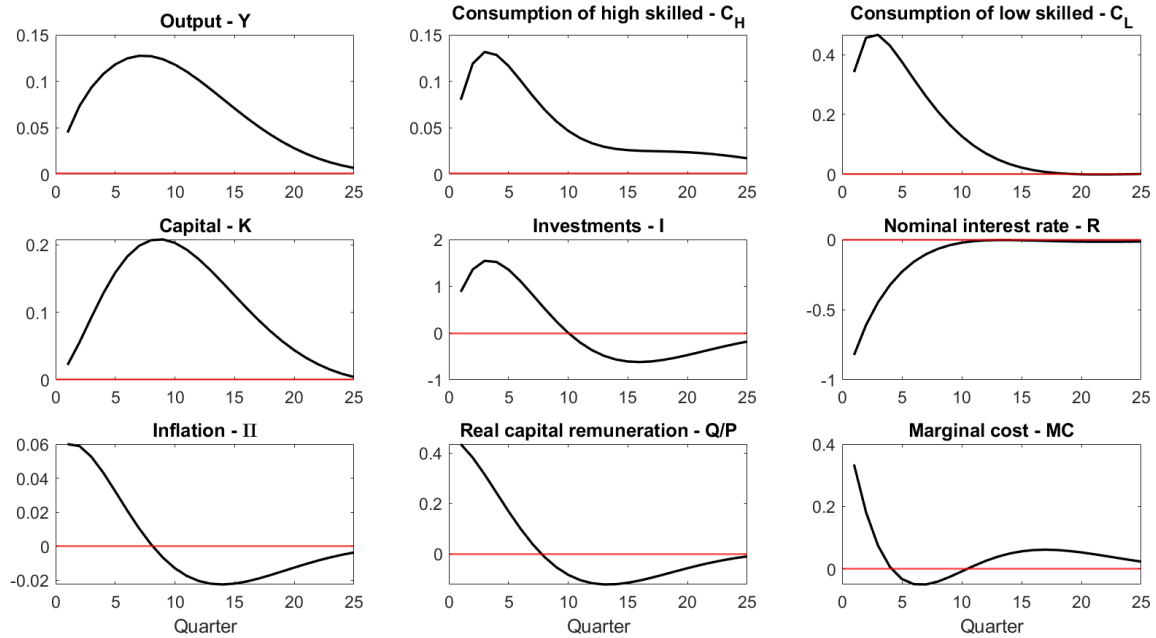 Output - Y
0.15
0.1
0.05
0
0 5 10 15 20 25
Consumption of high skilled - C_H
0.15
0.1
0.05
0
0 5 10 15 20 25
Consumption of low skilled - C_L
0.4
0.2
0
0 5 10 15 20 25
Capital - K
0.2
0.1
0
0 5 10 15 20 25
Investments - I
2
1
0
-1
0 5 10 15 20 25
Nominal interest rate - R
0
-0.5
-1
0 5 10 15 20 25
Inflation - Π
0.06
0.04
0.02
0
-0.02
0 5 10 15 20 25
Quarter
Real capital remuneration - Q/P
0.4
0.2
0
0 5 10 15 20 25
Quarter
Marginal cost - MC
0.4
0.2
0
0 5 10 15 20 25
Quarter